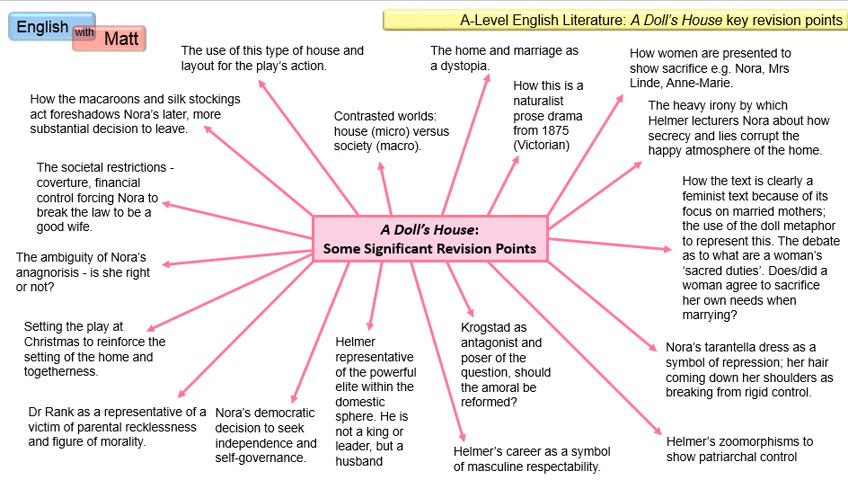 English
with
Matt
A-Level English Literature: A Doll's House key revision points
The use of this type of house and
layout for the play's action.
The home and marriage as
a dystopia.
How women are presented to
show sacrifice e.g. Nora, Mrs
Linde, Anne-Marie.
How the macaroons and silk stockings
act foreshadows Nora's later, more
substantial decision to leave.
Contrasted worlds:
house (micro) versus
society (macro).
How this is a
naturalist
prose drama
from 1875
(Victorian)
The heavy irony by which
Helmer lecturers Nora about how
secrecy and lies corrupt the
happy atmosphere of the home.
The societal restrictions -
coverture, financial
control forcing Nora to
break the law to be a
good wife.
How the text is clearly a
feminist text because of its
focus on married mothers;
the use of the doll metaphor
to represent this. The debate
as to what are a woman's
'sacred duties'. Does/did a
woman agree to sacrifice
her own needs when
marrying?
A Doll's House:
Some Significant Revision Points
The ambiguity of Nora's
anagnorisis - is she right
or not?
Setting the play at
Christmas to reinforce the
setting of the home and
togetherness.
Helmer
representative
of the powerful
elite within the
domestic
sphere. He is
not a king or
leader, but a
husband
Krogstad as
antagonist and
poser of the
question, should
the amoral be
reformed?
Nora's tarantella dress as a
symbol of repression; her hair
coming down her shoulders as
breaking from rigid control.
Dr Rank as a representative of a
victim of parental recklessness
and figure of morality.
Nora's democratic
decision to seek
independence and
self-governance.
Helmer's career as a symbol
of masculine respectability.
Helmer's zoomorphisms to
show patriarchal control